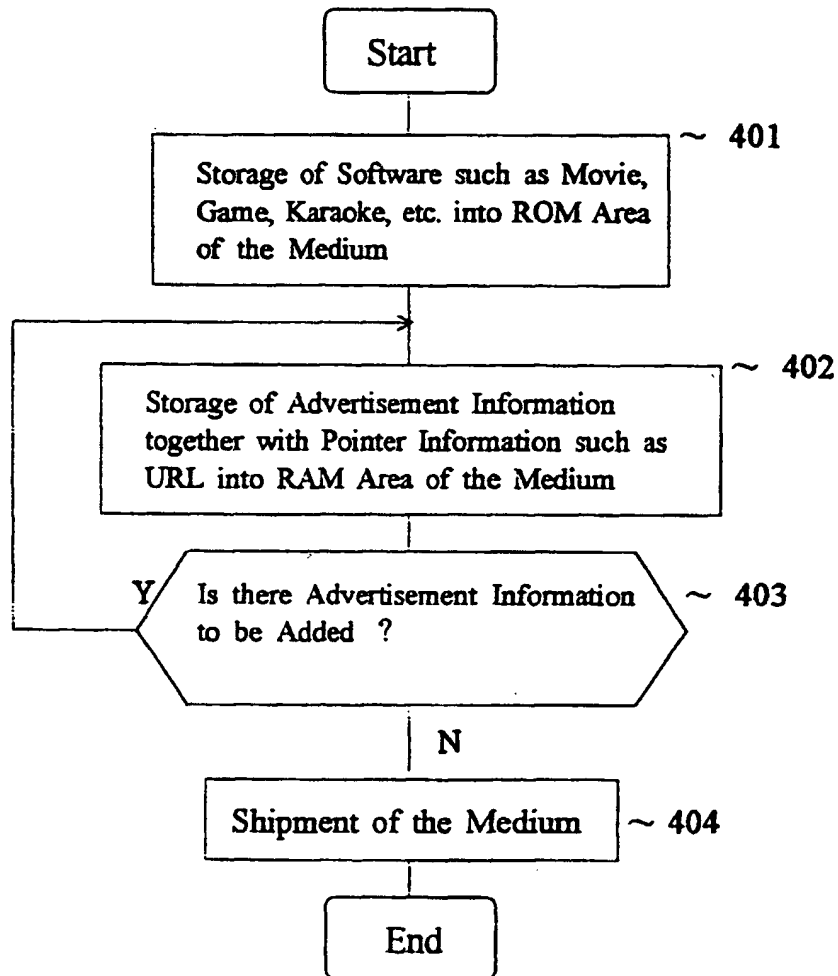 Start
~ 401
Storage of Software such as Movie,
Game, Karaoke, etc. into ROM Area
of the Medium
~ 402
Storage of Advertisement Information
together with Pointer Information such as
URL into RAM Area of the Medium
Y
Is there Advertisement Information
to be Added ?
~ 403
N
Shipment of the Medium ~ 404
End